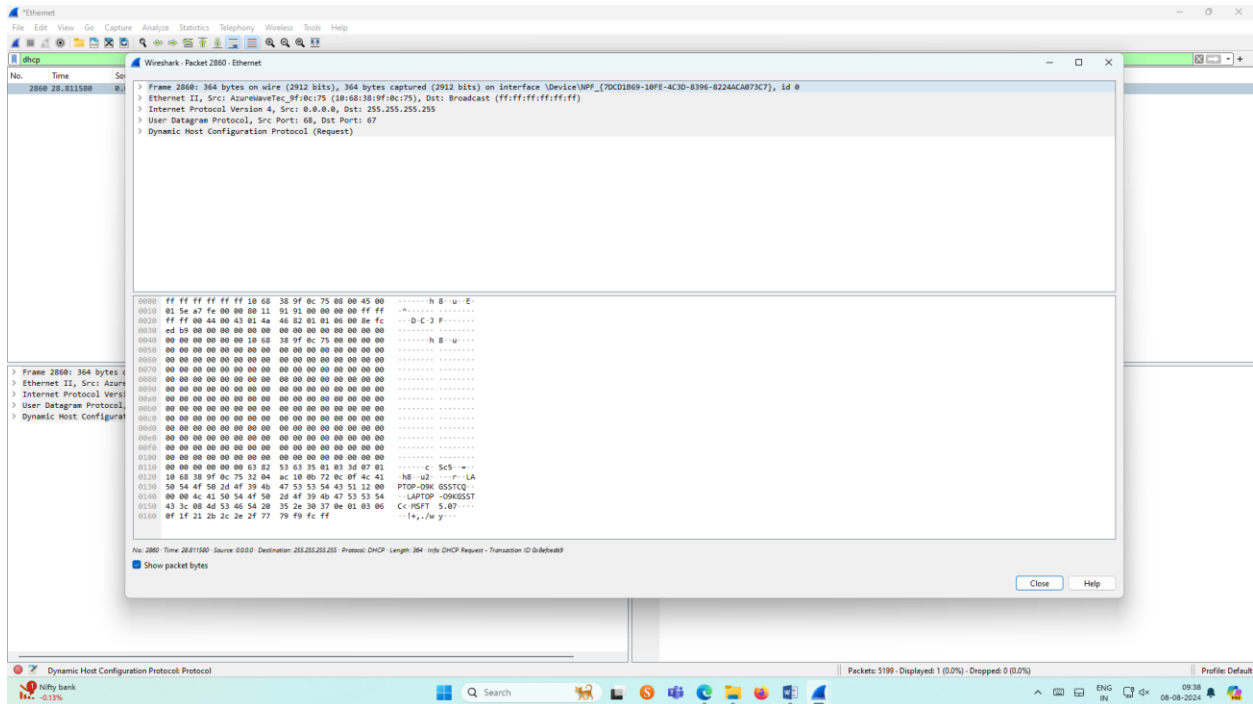 *Ethernet
File Edit View Go Capture Analyze Statistics Telephony Wireless Tools Help
dhcp
No. Time So
2860 28.811580 0.
Wireshark · Packet 2860 · Ethernet
> Frame 2860: 364 bytes on wire (2912 bits), 364 bytes captured (2912 bits) on interface \Device\NPF_{7DCD1869-10FE-4C3D-8396-8224ACA073C7}, id 0
> Ethernet II, Src: AzureWaveTec_9f:0c:75 (10:68:38:9f:0c:75), Dst: Broadcast (ff:ff:ff:ff:ff:ff)
> Internet Protocol Version 4, Src: 0.0.0.0, Dst: 255.255.255.255
> User Datagram Protocol, Src Port: 68, Dst Port: 67
> Dynamic Host Configuration Protocol (Request)
0000 ff ff ff ff ff ff 10 68 38 9f 0c 75 08 00 45 00 ·······h 8··u··E·
0010 01 5e a7 fe 00 00 80 11 91 91 00 00 00 00 ff ff ·^······ ········
0020 ff ff 00 44 00 43 01 4a 46 82 01 01 06 00 8e fc ···D·C·J F·······
0030 ed b9 00 00 00 00 00 00 00 00 00 00 00 00 00 00 ········ ········
0040 00 00 00 00 00 00 10 68 38 9f 0c 75 00 00 00 00 ·······h 8··u····
0050 00 00 00 00 00 00 00 00 00 00 00 00 00 00 00 00 ········ ········
0060 00 00 00 00 00 00 00 00 00 00 00 00 00 00 00 00 ········ ········
0070 00 00 00 00 00 00 00 00 00 00 00 00 00 00 00 00 ········ ········
0080 00 00 00 00 00 00 00 00 00 00 00 00 00 00 00 00 ········ ········
0090 00 00 00 00 00 00 00 00 00 00 00 00 00 00 00 00 ········ ········
00a0 00 00 00 00 00 00 00 00 00 00 00 00 00 00 00 00 ········ ········
00b0 00 00 00 00 00 00 00 00 00 00 00 00 00 00 00 00 ········ ········
00c0 00 00 00 00 00 00 00 00 00 00 00 00 00 00 00 00 ········ ········
00d0 00 00 00 00 00 00 00 00 00 00 00 00 00 00 00 00 ········ ········
00e0 00 00 00 00 00 00 00 00 00 00 00 00 00 00 00 00 ········ ········
00f0 00 00 00 00 00 00 00 00 00 00 00 00 00 00 00 00 ········ ········
0100 00 00 00 00 00 00 00 00 00 00 00 00 00 00 00 00 ········ ········
0110 00 00 00 00 00 00 63 82 53 63 35 01 03 3d 07 01 ······c· Sc5··=··
0120 10 68 38 9f 0c 75 32 04 ac 10 0b 72 0c 0f 4c 41 ·h8··u2· ···r··LA
0130 50 54 4f 50 2d 4f 39 4b 47 53 53 54 43 51 12 00 PTOP-O9K GSSTCQ··
0140 00 00 4c 41 50 54 4f 50 2d 4f 39 4b 47 53 53 54 ··LAPTOP -O9KGSST
0150 43 3c 08 4d 53 46 54 20 35 2e 30 37 0e 01 03 06 C<·MSFT 5.07····
0160 0f 1f 21 2b 2c 2e 2f 77 79 f9 fc ff ··!+,./w y···
No.: 2860 · Time: 28.811580 · Source: 0.0.0.0 · Destination: 255.255.255.255 · Protocol: DHCP · Length: 364 · Info: DHCP Request - Transaction ID 0x8efcedb9
Show packet bytes
Close Help
> Frame 2860: 364 bytes
> Ethernet II, Src: Azure
> Internet Protocol Versi
> User Datagram Protocol,
> Dynamic Host Configurat
Dynamic Host Configuration Protocol: Protocol
Packets: 5199 · Displayed: 1 (0.0%) · Dropped: 0 (0.0%)
Profile: Default
1
Nifty bank
-0.13%
Search
ENG
IN
09:38
08-08-2024